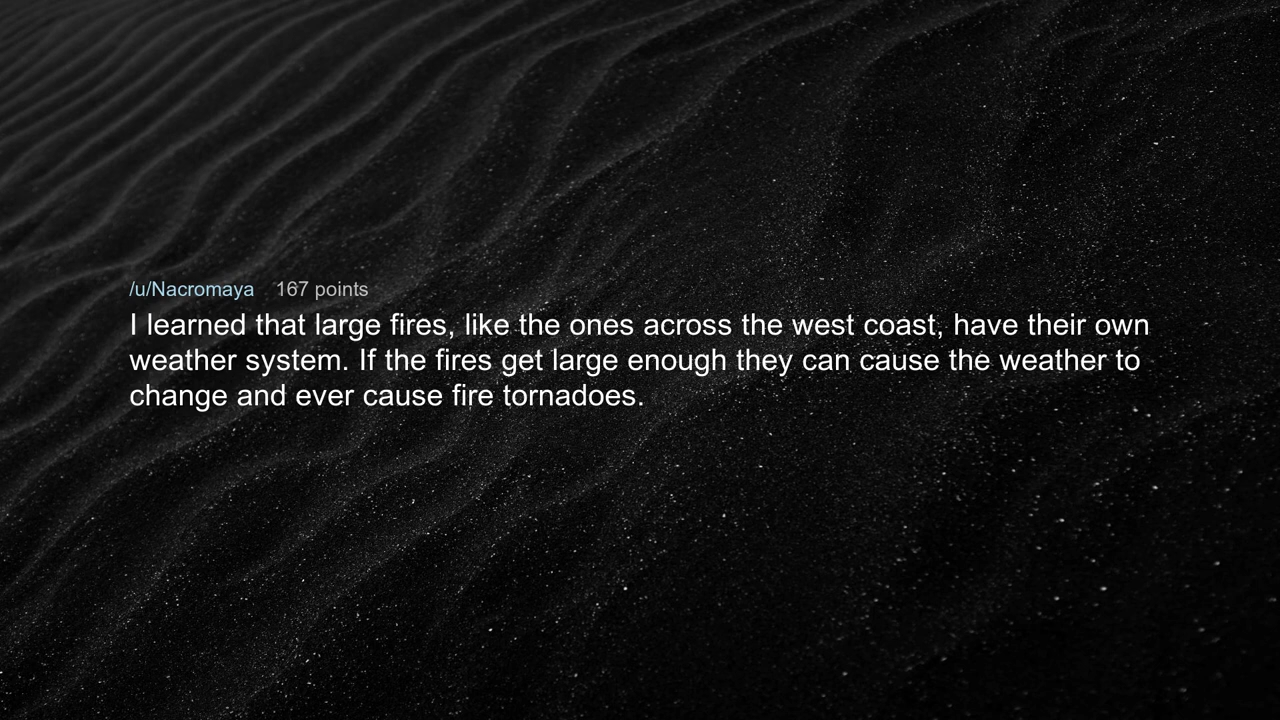 /u/Nacromaya 167 points
I learned that large fires, like the ones across the west coast, have their own
weather system. If the fires get large enough they can cause the weather to
change and ever cause fire tornadoes.